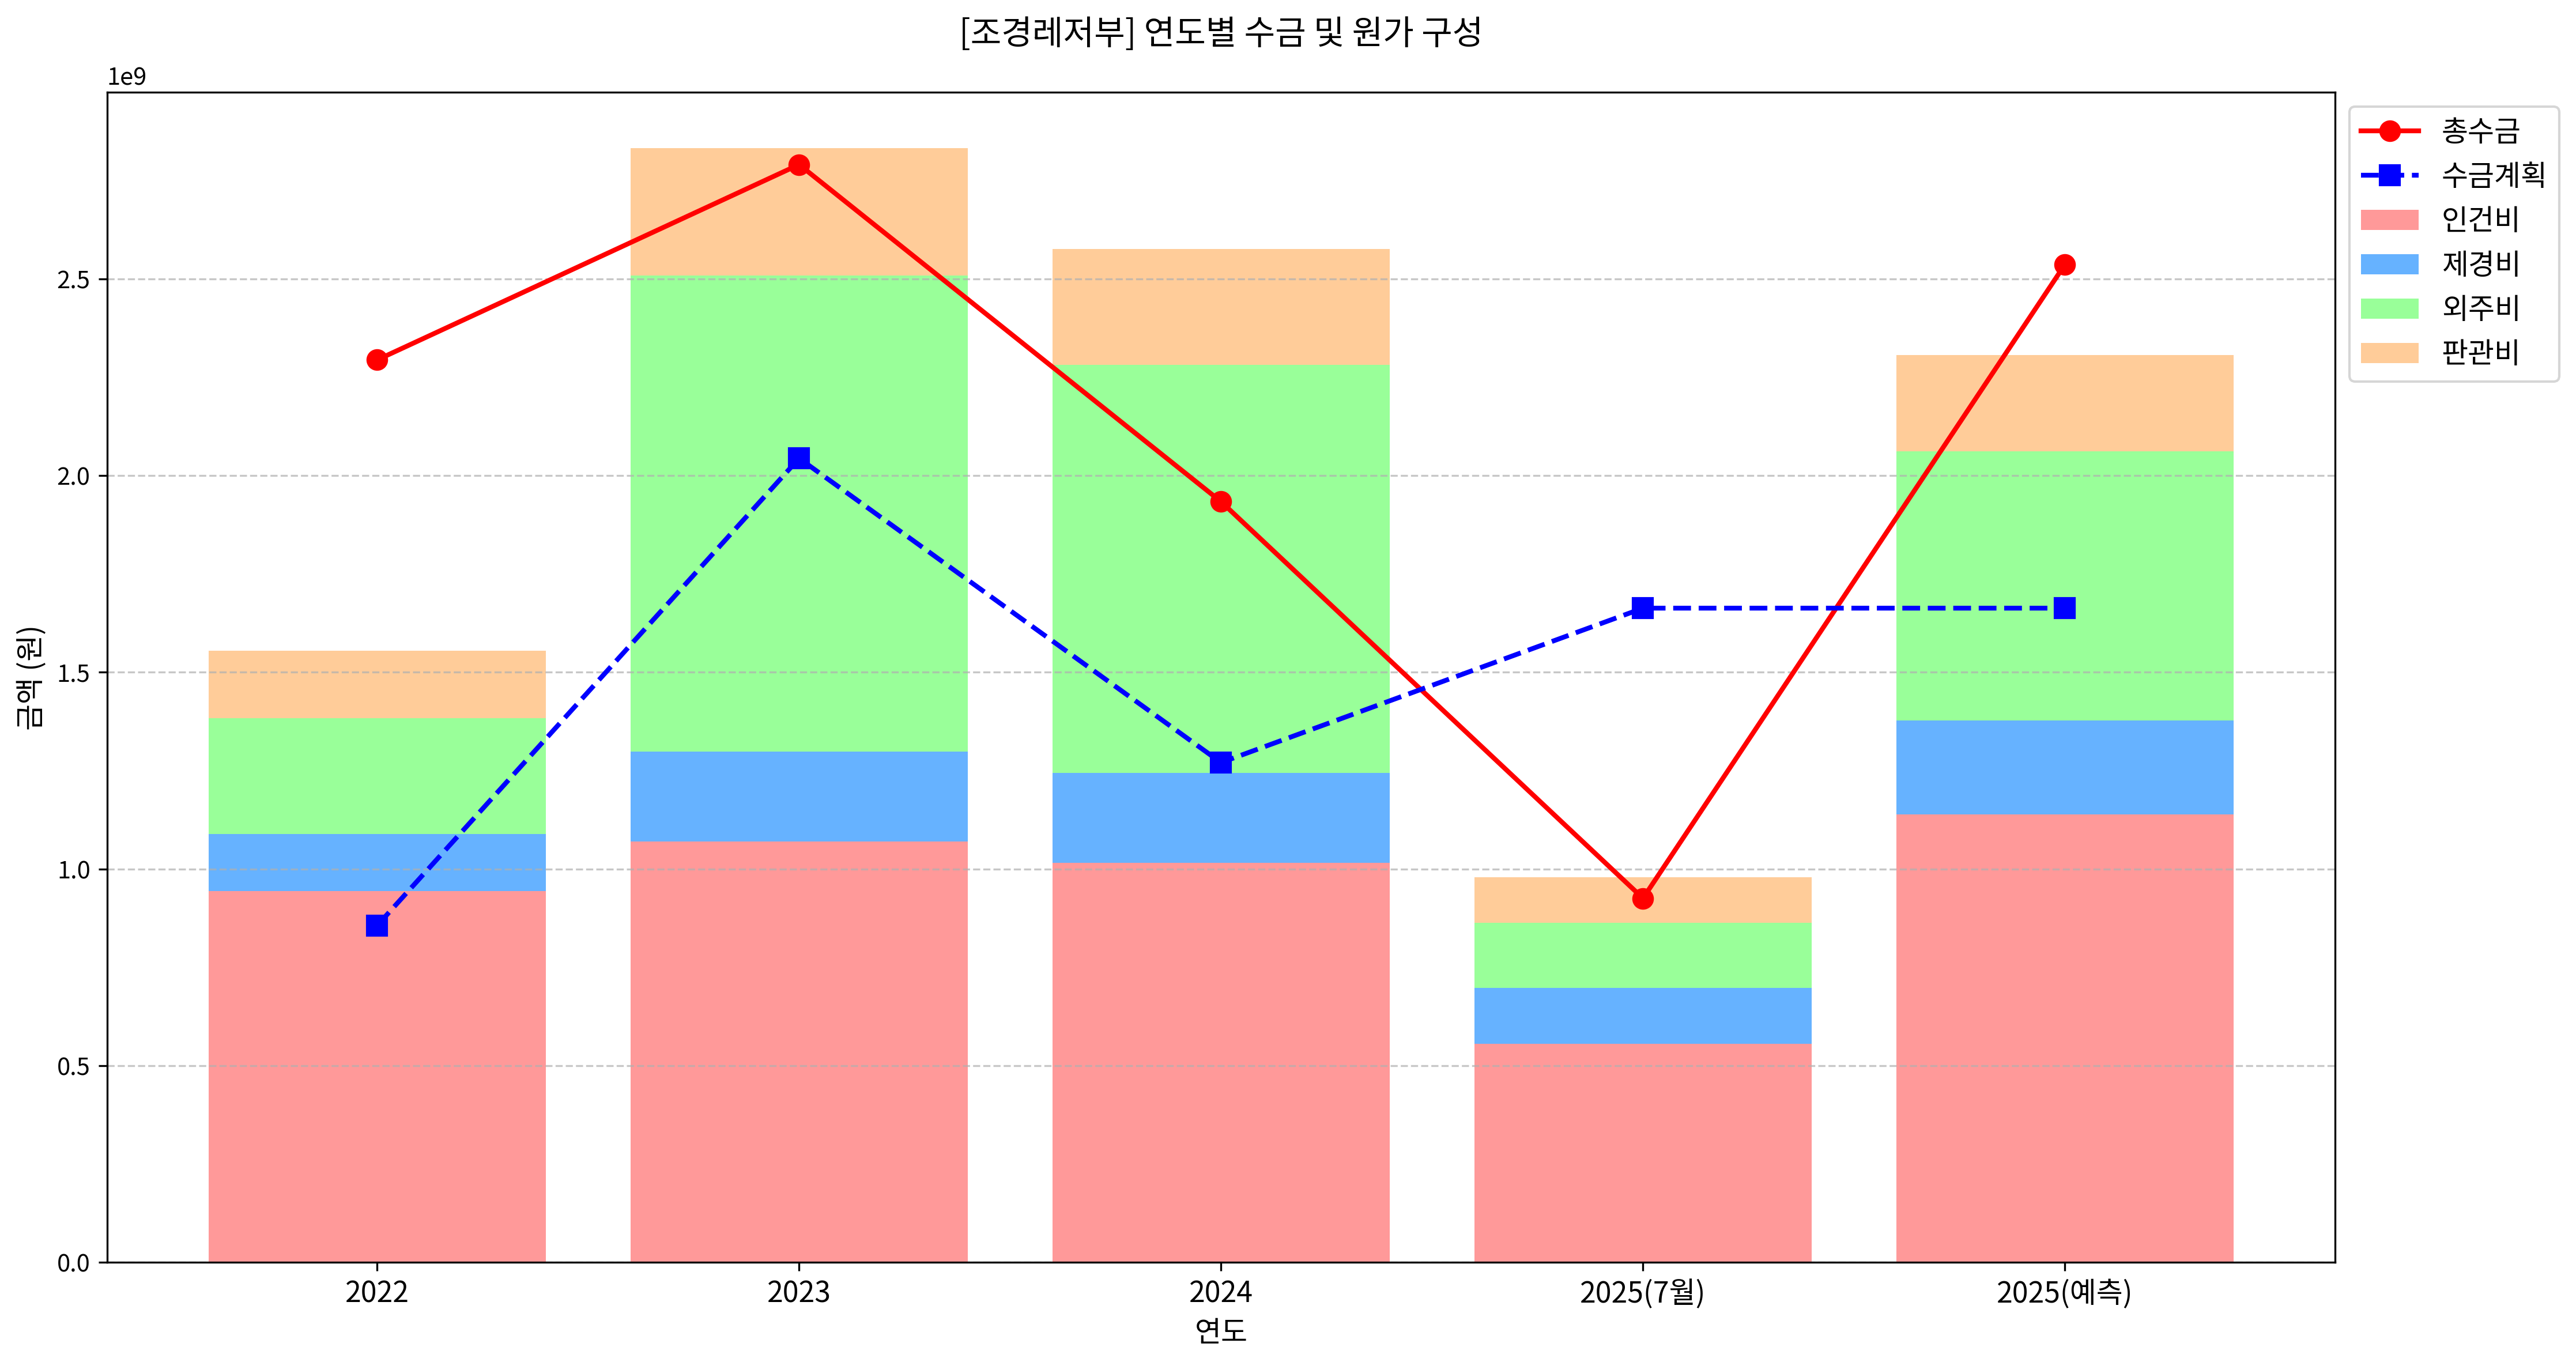 [조경레저부] 연도별 수금 및 원가 구성
1e9
총수금
수금계획
인건비
제경비
외주비
판관비
2.5
2.0
1.5
1.0
0.5
0.0
금액 (원)
2022
2023
2024
2025(7월)
2025(예측)
연도